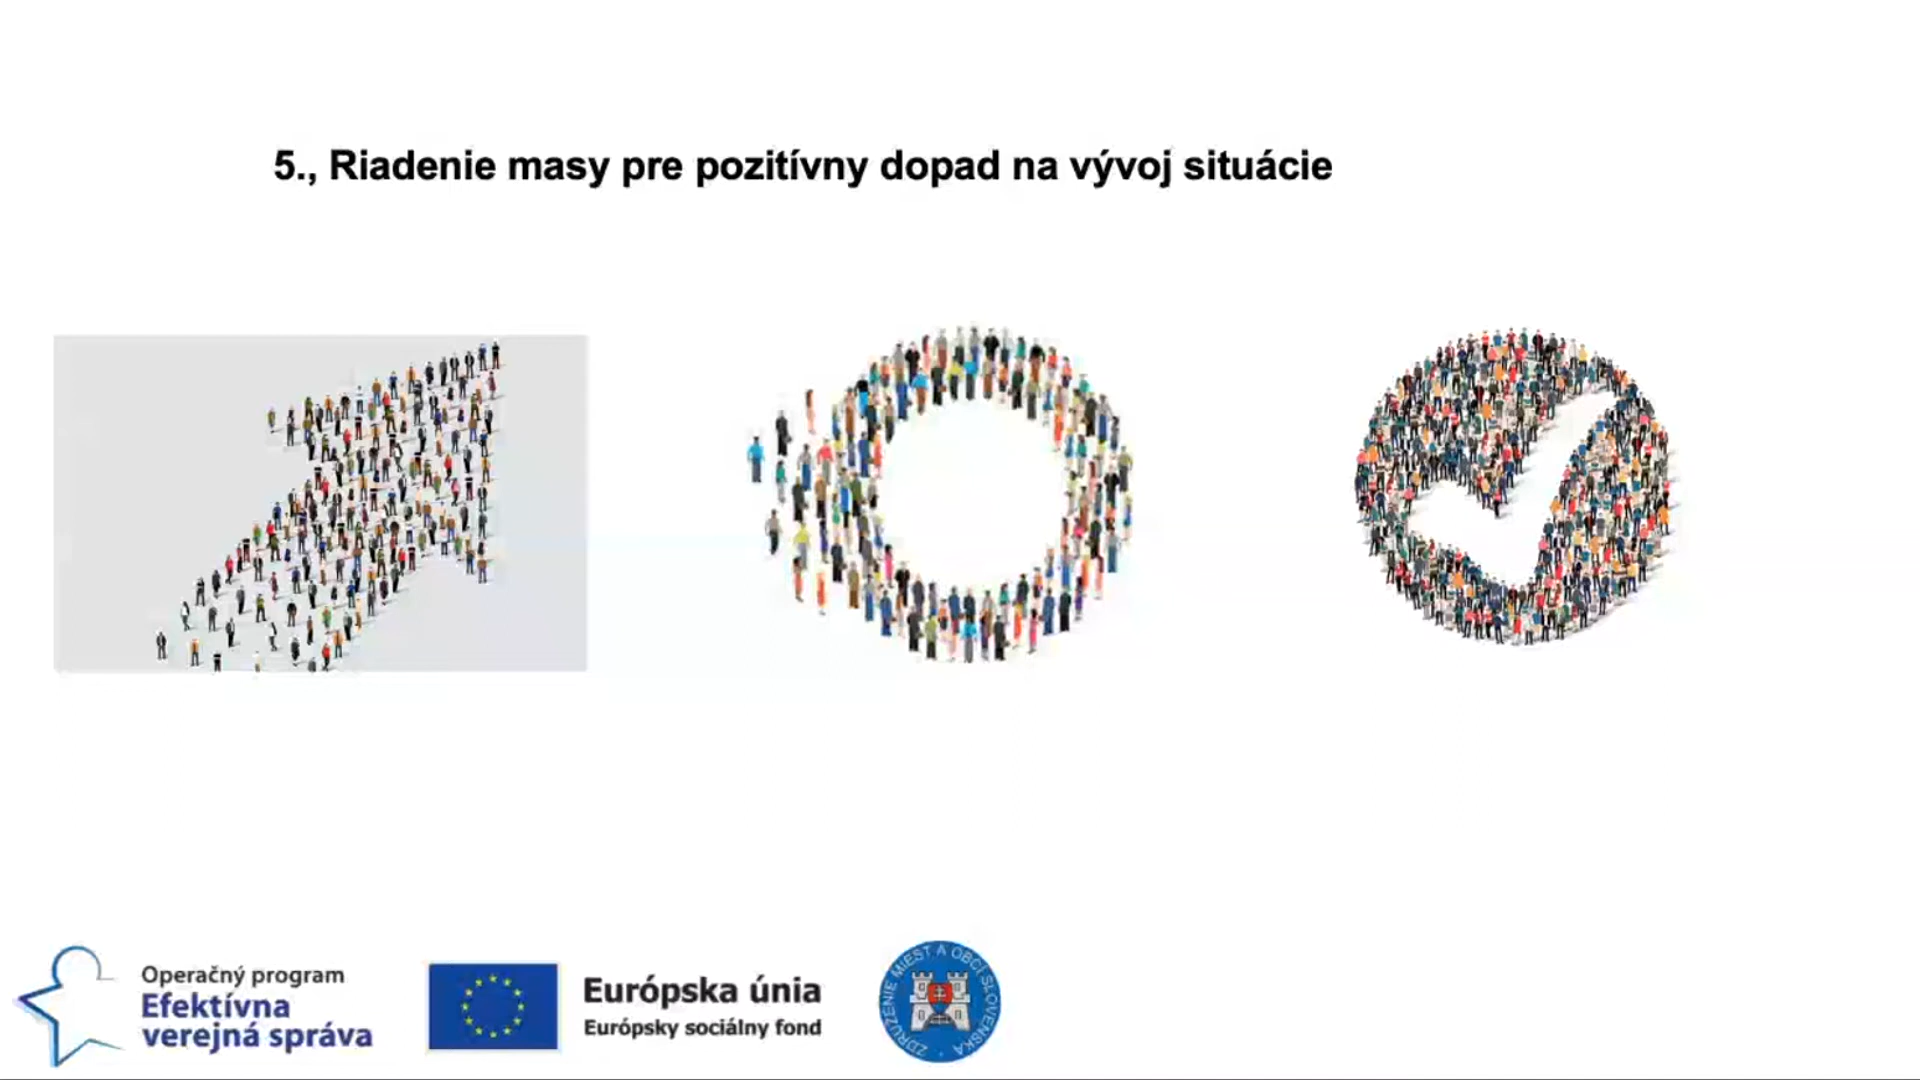 5., Riadenie masy pre pozitívny dopad na vývoj situácie
Operačný program
Efektívna
verejná správa
Európska únia
Európsky sociálny fond
ZDRUŽENIE MIEST A OBCÍ SLOVENSKA